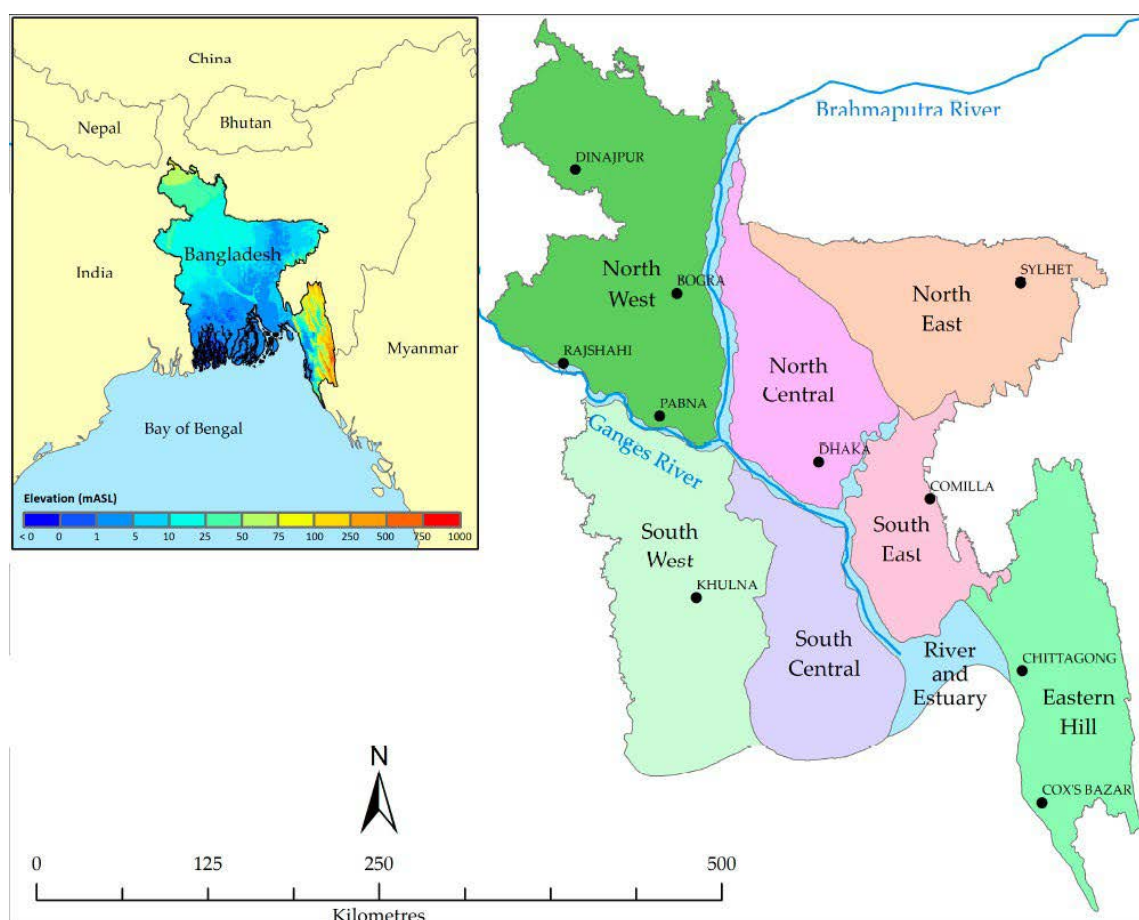 China
Nepal
Bhutan
Bangladesh
India
Myanmar
Bay of Bengal
Elevation (mASL)
< 0 0 1 5 10 25 50 75 100 250 500 750 1000
Brahmaputra River
DINAJPUR
North
West
BOGRA
RAJSHAHI
PABNA
Ganges River
North
East
SYLHET
North
Central
DHAKA
COMILLA
South
East
South
West
KHULNA
South
Central
River
and
Estuary
CHITTAGONG
Eastern
Hill
COX'S BAZAR
N
0 125 250 500
Kilometres